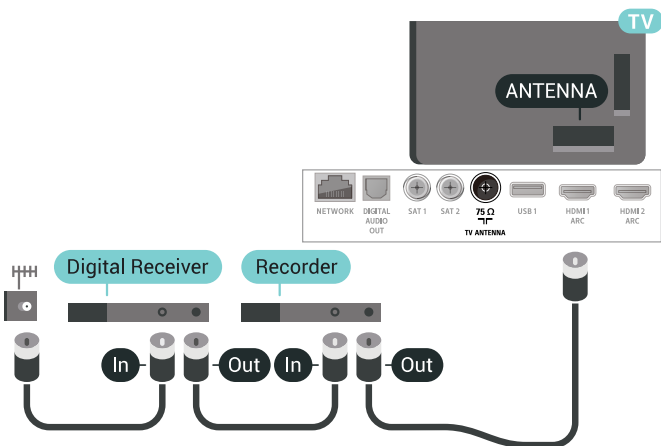 TV
ANTENNA
NETWORK
DIGITAL
AUDIO
OUT
SAT 1
SAT 2
75 Ω
TV ANTENNA
USB 1
HDMI 1
ARC
HDMI 2
ARC
Digital Receiver
Recorder
In
Out
In
Out